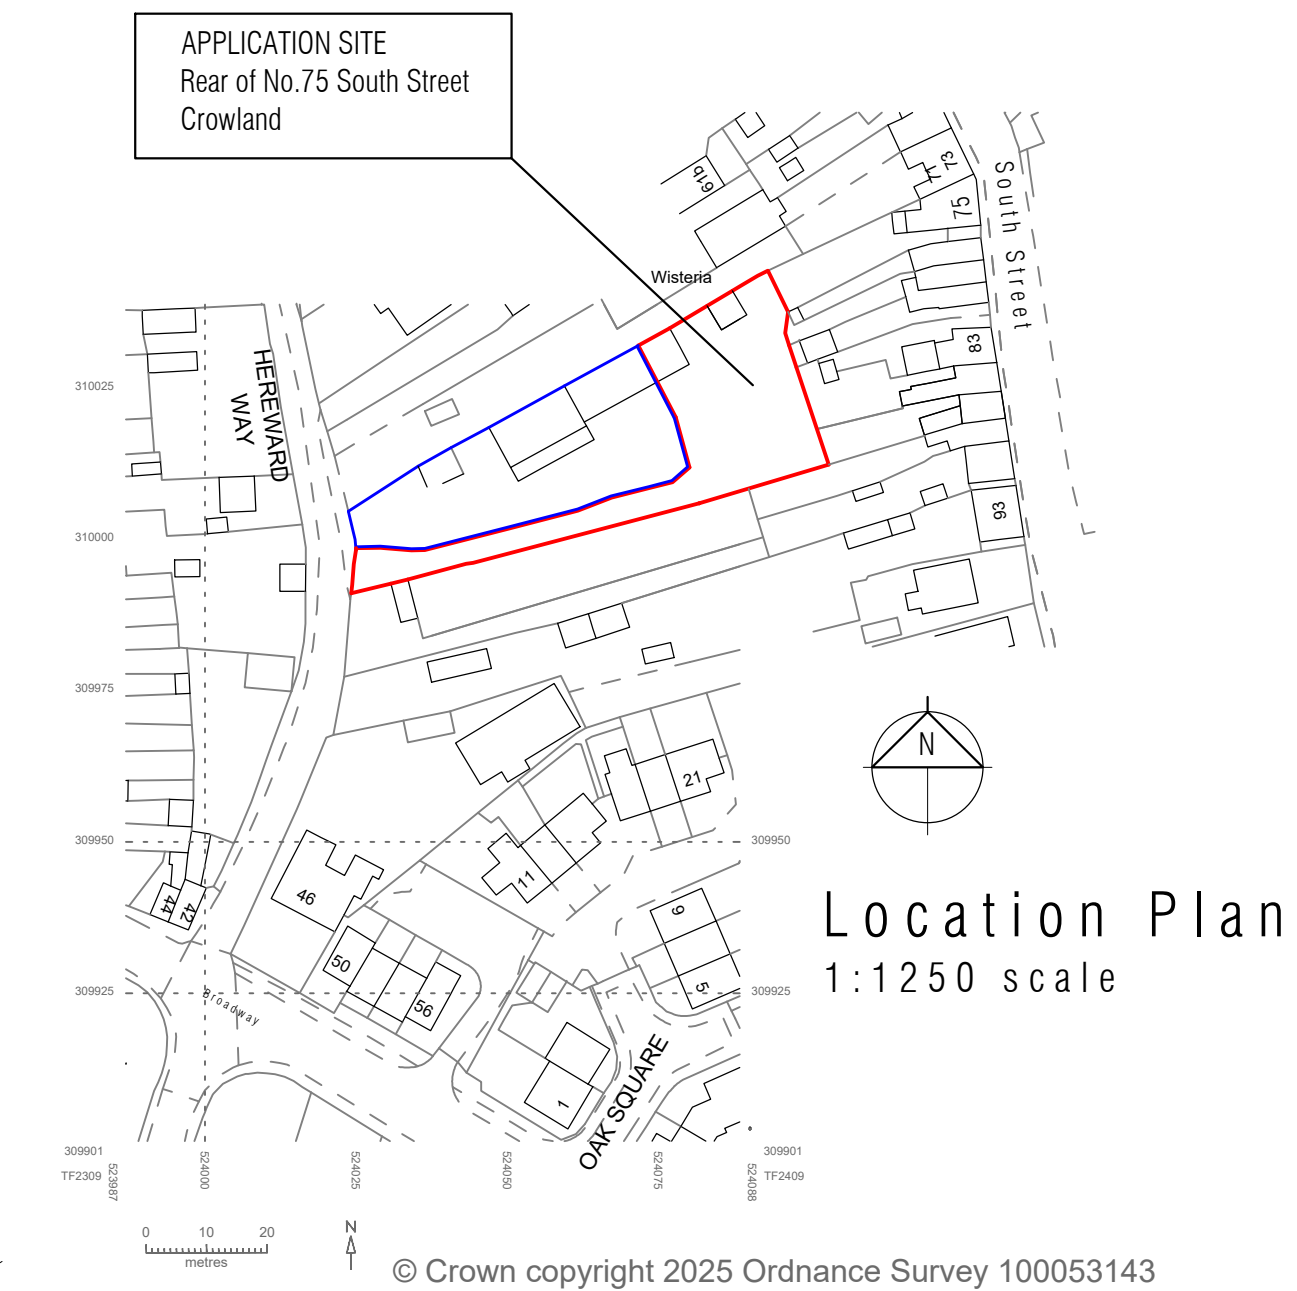 APPLICATION SITE
Rear of No.75 South Street
Crowland
61b
73
71
75
South Street
Wisteria
83
HEREWARD
WAY
310025
93
310000
309975
N
21
309950
309950
11
46
44
42
9
Location Plan
1:1250 scale
50
56
5
309925
309925
Broadway
1
OAK SQUARE
309901
309901
TF2309
TF2409
523987
524000
524025
524050
524075
524088
0 10 20
metres
N
© Crown copyright 2025 Ordnance Survey 100053143